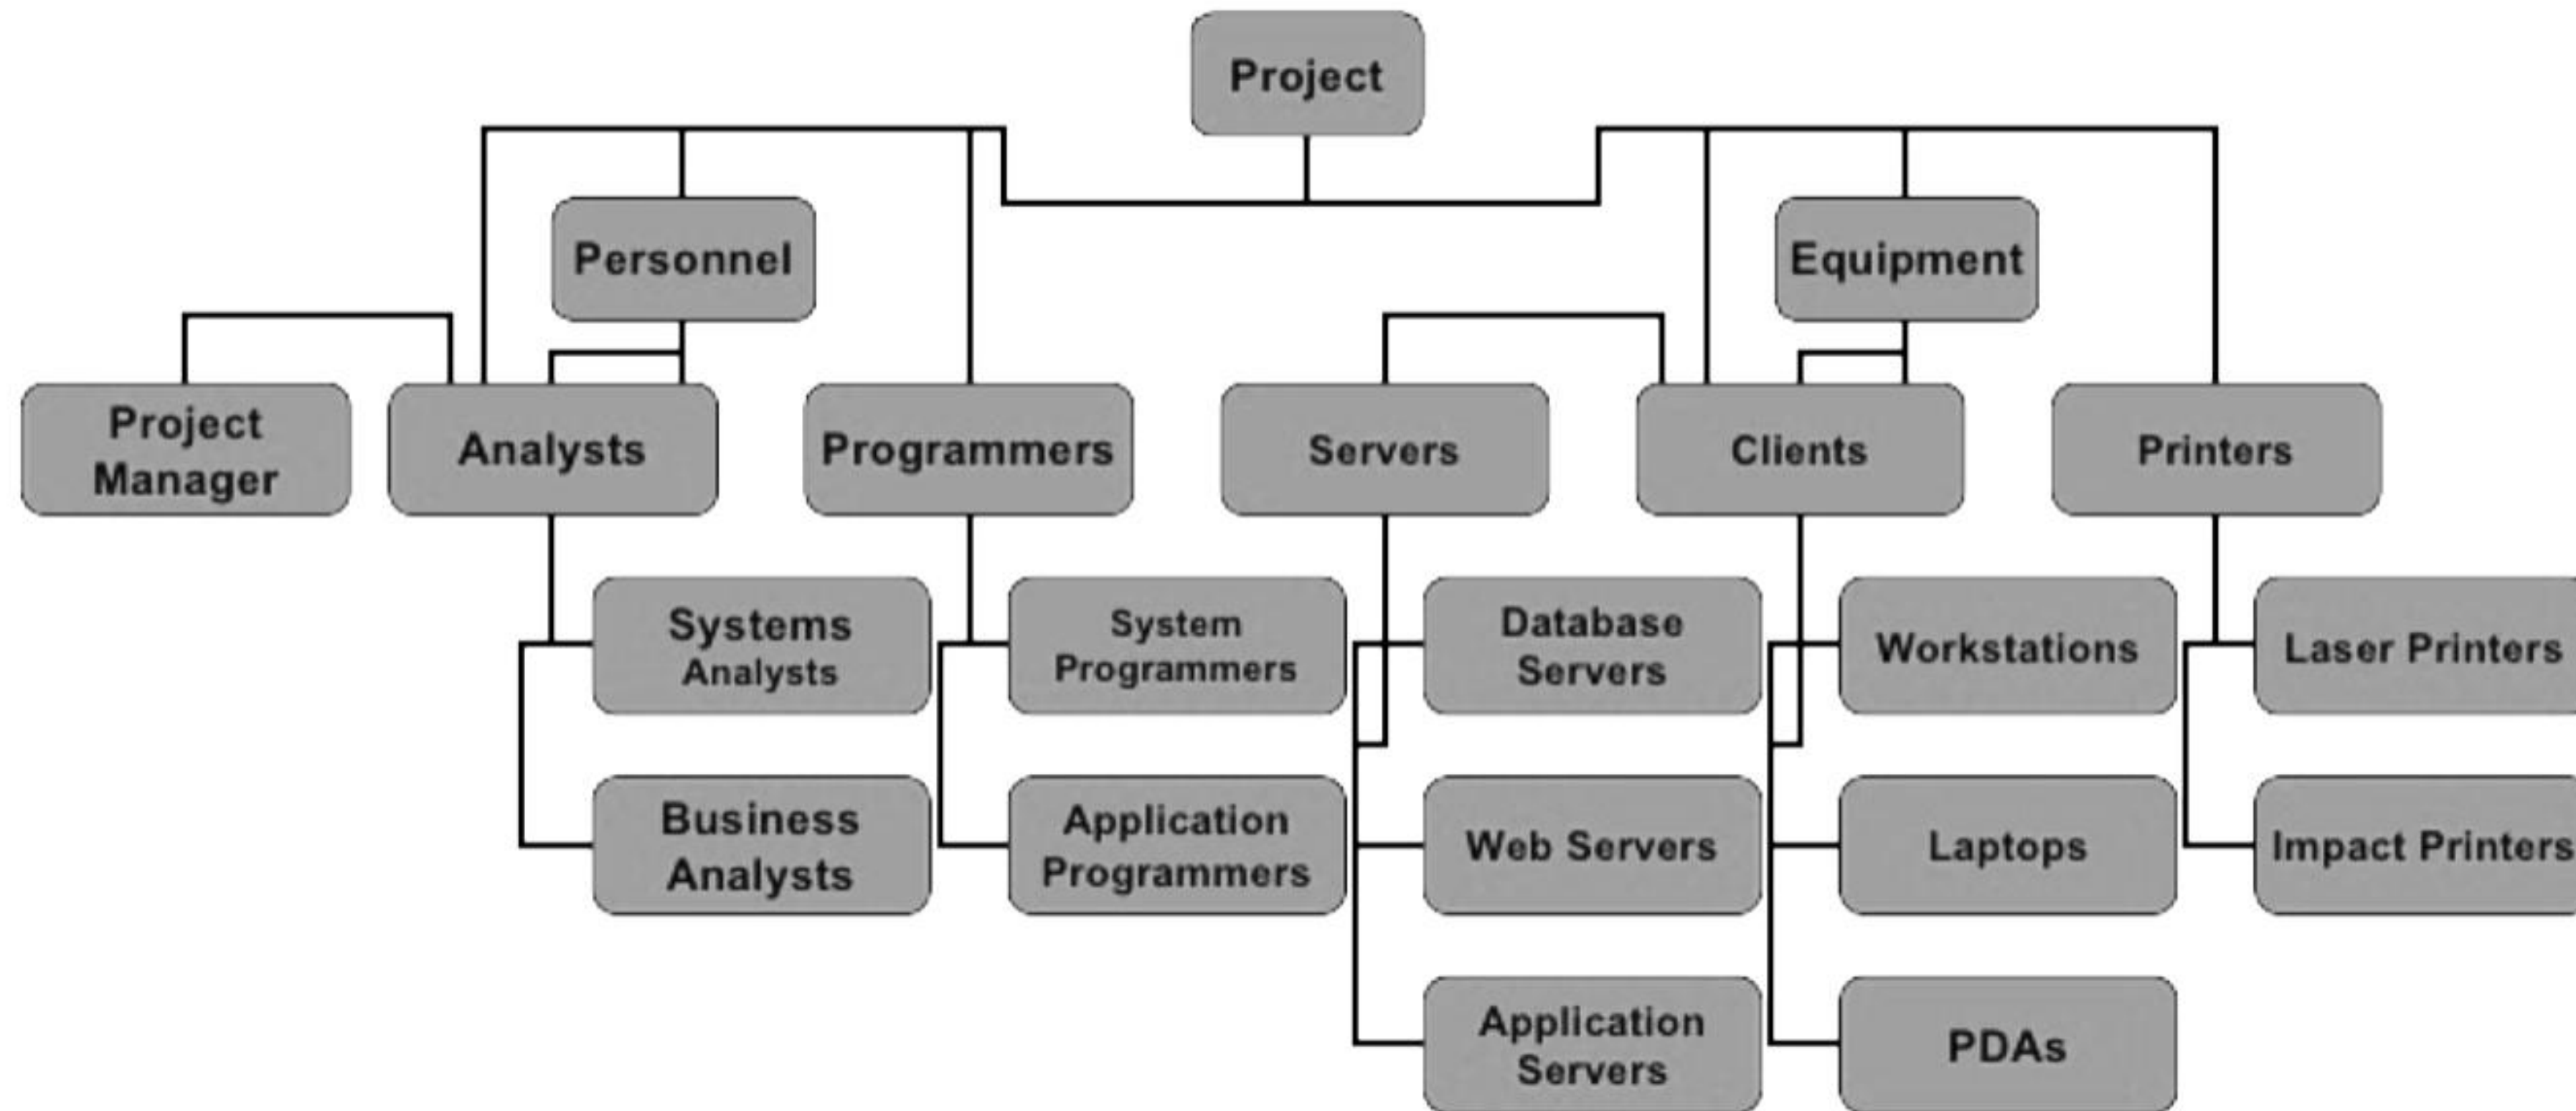 Project
Personnel
Equipment
Project
Manager
Analysts
Programmers
Servers
Clients
Printers
Systems
Analysts
System
Programmers
Database
Servers
Workstations
Laser Printers
Business
Analysts
Application
Programmers
Web Servers
Laptops
Impact Printers
Application
Servers
PDAs